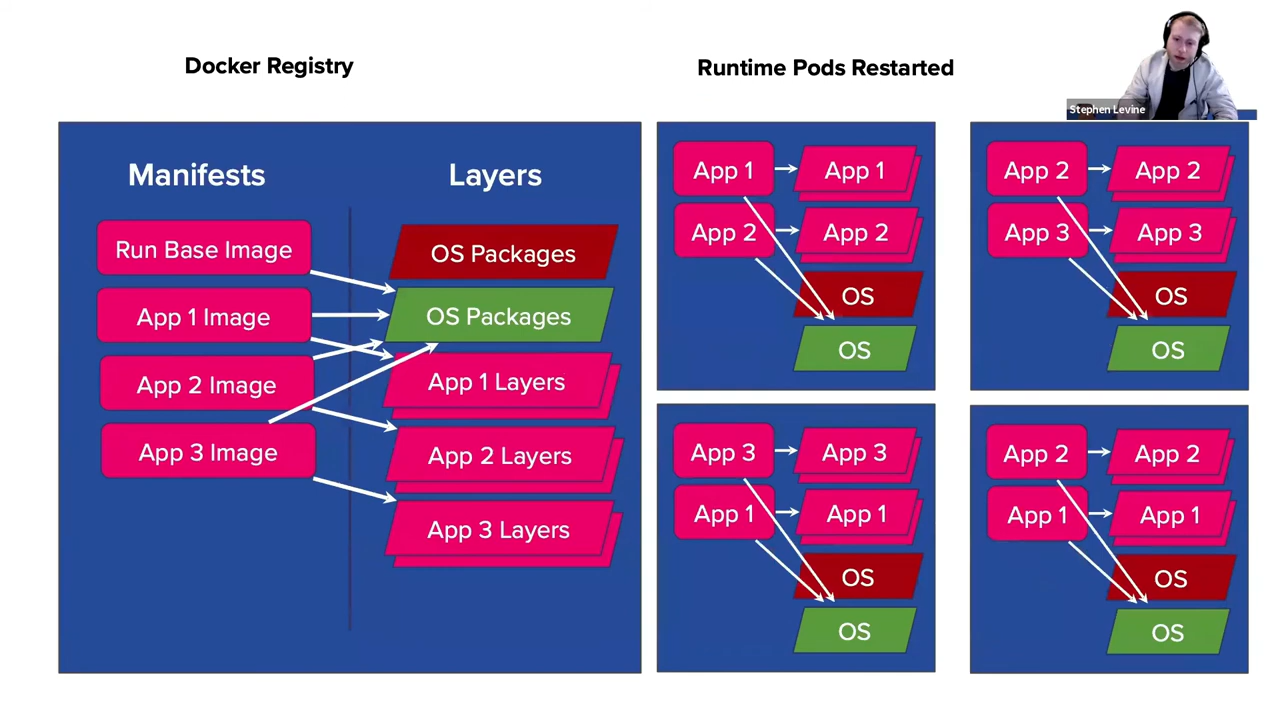 Docker Registry
Runtime Pods Restarted
Stephen Levine
Manifests
Layers
Run Base Image
App 1 Image
App 2 Image
App 3 Image
OS Packages
OS Packages
App 1 Layers
App 2 Layers
App 3 Layers
App 1
App 1
App 2
App 2
OS
OS
App 2
App 2
App 3
App 3
OS
OS
App 3
App 3
App 1
App 1
OS
OS
App 2
App 2
App 1
App 1
OS
OS